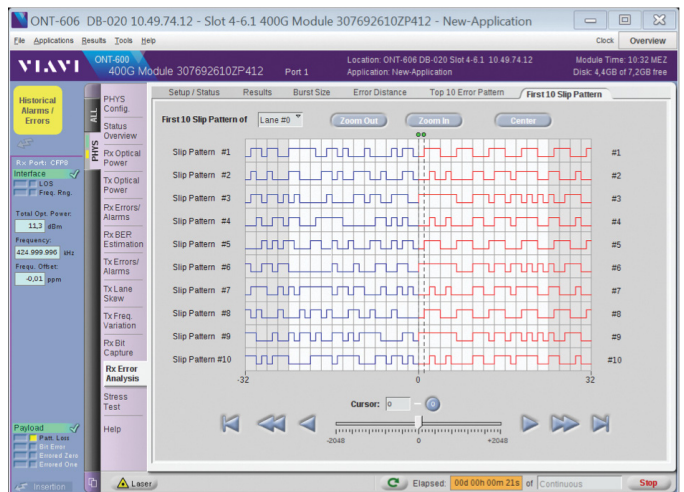 ONT-606 DB-020 10.49.74.12 - Slot 4-6.1 400G Module 307692610ZP412 - New-Application
File Applications Results Tools Help Clock Overview
VIAVI
ONT-600
400G Module 307692610ZP412 Port 1
Location: ONT-606 DB-020 Slot 4-6.1 10.49.74.12
Application: New-Application
Module Time: 10:32 MEZ
Disk: 4,4GB of 7,2GB free
Historical
Alarms /
Errors
Rx Port: CFP8
Interface
LOS
Freq. Rng.
Total Opt. Power:
11,3 dBm
Frequency:
424.999.996 kHz
Frequ. Offset:
-0,01 ppm
Payload
Patt. Loss
Bit Error
Errored Zero
Errored One
Insertion
ALL
PHYS
PHYS
Config.
Status
Overview
Rx Optical
Power
Tx Optical
Power
Rx Errors/
Alarms
Rx BER
Estimation
Tx Errors/
Alarms
Tx Lane
Skew
Tx Freq.
Variation
Rx Bit
Capture
Rx Error
Analysis
Stress
Test
Help
Setup / Status Results Burst Size Error Distance Top 10 Error Pattern First 10 Slip Pattern
First 10 Slip Pattern of Lane #0 Zoom Out Zoom In Center
Slip Pattern #1 #1
Slip Pattern #2 #2
Slip Pattern #3 #3
Slip Pattern #4 #4
Slip Pattern #5 #5
Slip Pattern #6 #6
Slip Pattern #7 #7
Slip Pattern #8 #8
Slip Pattern #9 #9
Slip Pattern #10 #10
-32 0 32
Cursor: 0
-2048 0 +2048
Laser Elapsed: 00d 00h 00m 21s of Continuous Stop